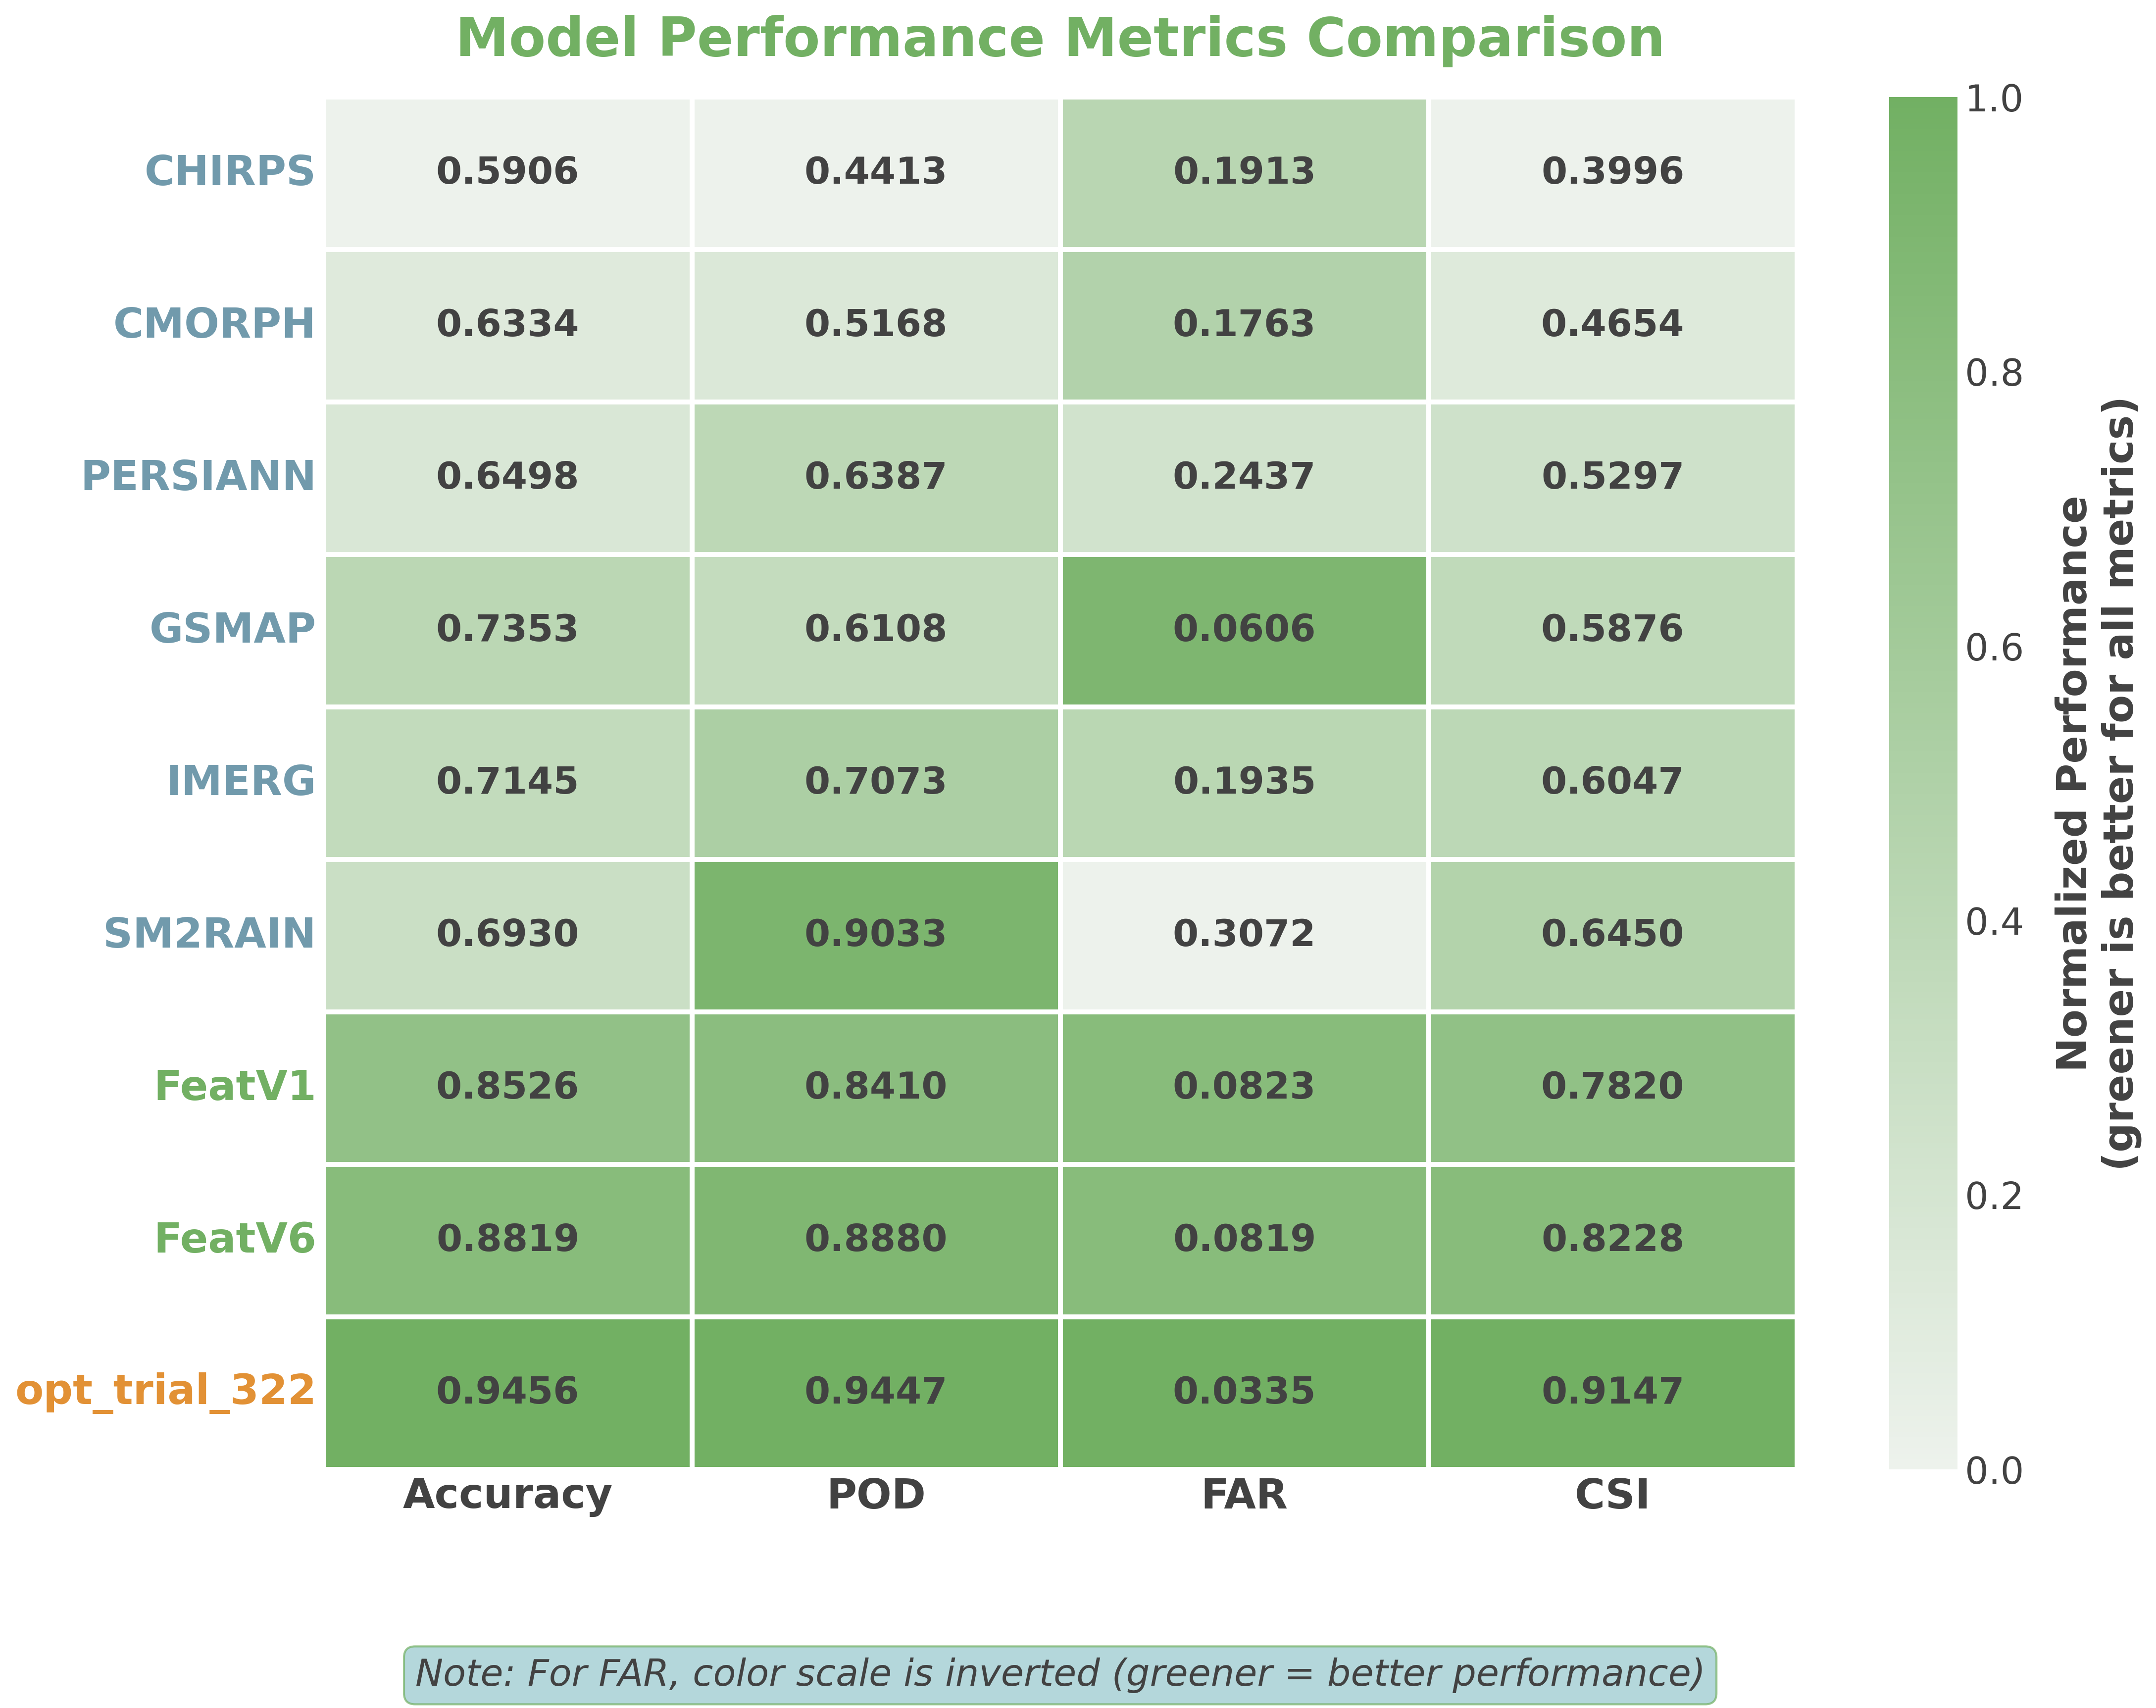 Model Performance Metrics Comparison
CHIRPS 0.5906 0.4413 0.1913 0.3996
CMORPH 0.6334 0.5168 0.1763 0.4654
PERSIANN 0.6498 0.6387 0.2437 0.5297
GSMAP 0.7353 0.6108 0.0606 0.5876
IMERG 0.7145 0.7073 0.1935 0.6047
SM2RAIN 0.6930 0.9033 0.3072 0.6450
FeatV1 0.8526 0.8410 0.0823 0.7820
FeatV6 0.8819 0.8880 0.0819 0.8228
opt_trial_322 0.9456 0.9447 0.0335 0.9147
Accuracy POD FAR CSI
1.0
0.8
0.6
0.4
0.2
0.0
Normalized Performance
(greener is better for all metrics)
Note: For FAR, color scale is inverted (greener = better performance)